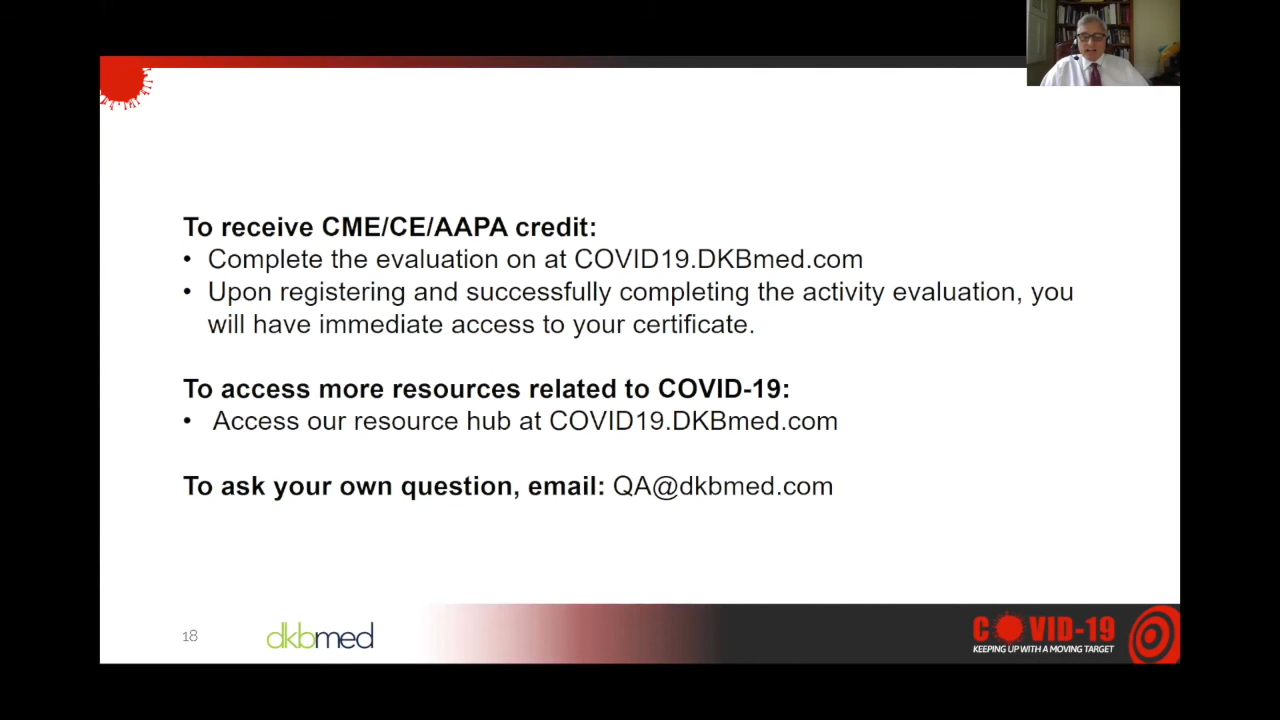 To receive CME/CE/AAPA credit:
• Complete the evaluation on at COVID19.DKBmed.com
• Upon registering and successfully completing the activity evaluation, you
will have immediate access to your certificate.
To access more resources related to COVID-19:
• Access our resource hub at COVID19.DKBmed.com
To ask your own question, email: QA@dkbmed.com
18
dkbmed
COVID-19
KEEPING UP WITH A MOVING TARGET